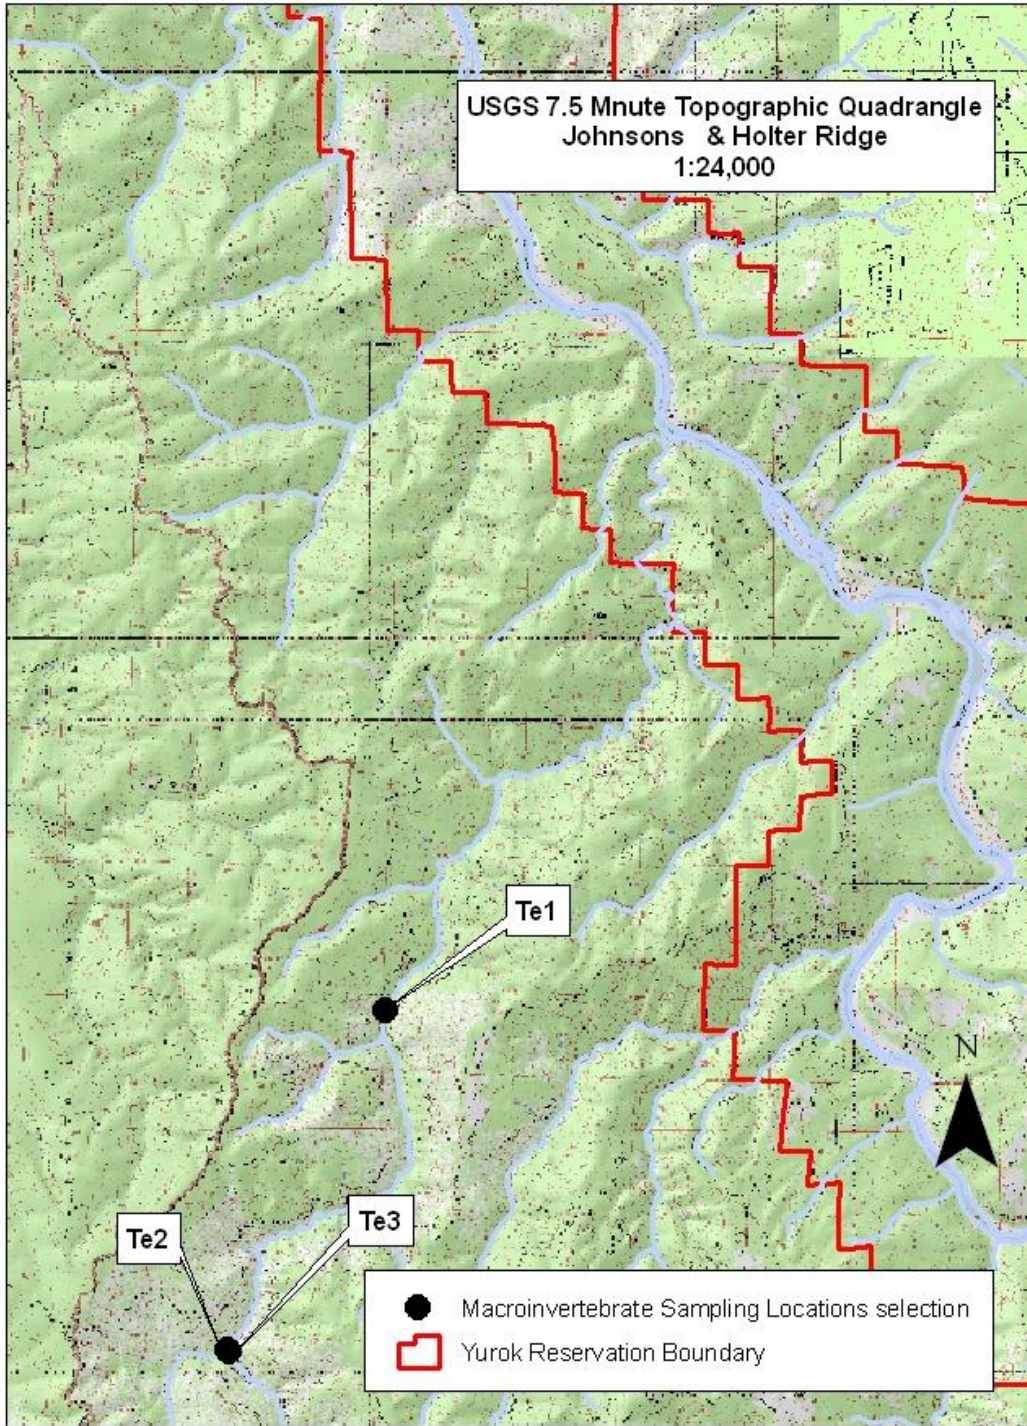 USGS 7.5 Mnute Topographic Quadrangle
Johnsons & Holter Ridge
1:24,000
Te1
N
Te2
Te3
Macroinvertebrate Sampling Locations selection
Yurok Reservation Boundary